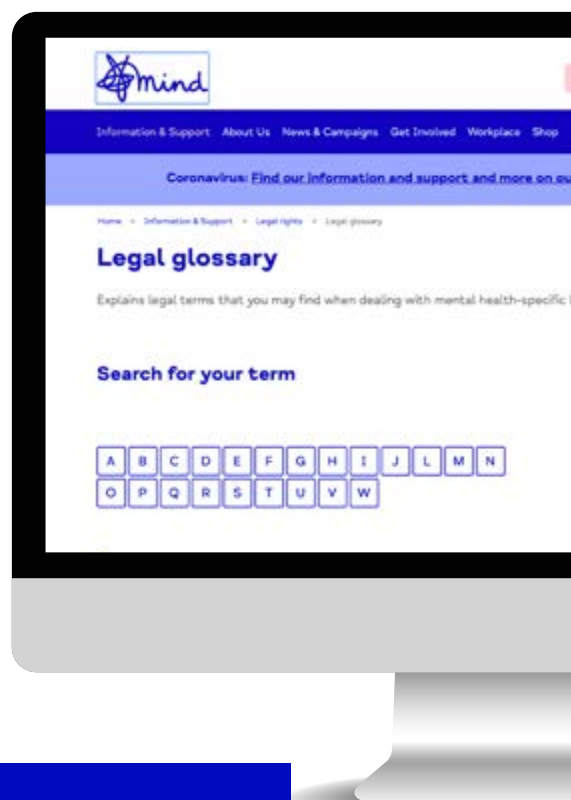 mind
Information & Support About Us News & Campaigns Get Involved Workplace Shop
Coronavirus: Find our information and support and more on ou
Home Information & Support Legal rights Legal glossary
Legal glossary
Explains legal terms that you may find when dealing with mental health-specific
Search for your term
A B C D E F G H I J L M N
O P Q R S T U V W